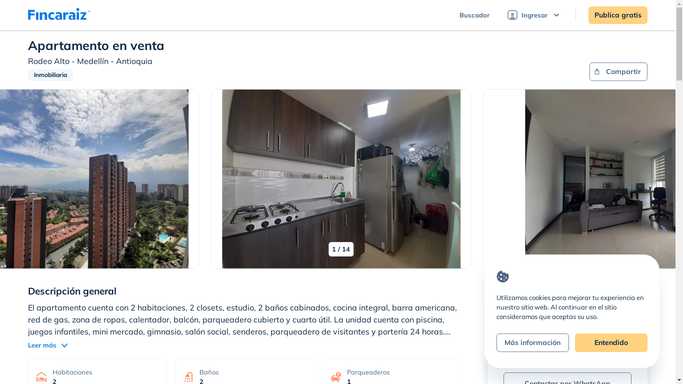 Fincaraiz
Buscador
Ingresar
Publica gratis
Apartamento en venta
Rodeo Alto - Medellín - Antioquia
Inmobiliaria
Compartir
1 / 14
Descripción general
El apartamento cuenta con 2 habitaciones, 2 closets, estudio, 2 baños cabinados, cocina integral, barra americana,
red de gas, zona de ropas, calentador, balcón, parqueadero cubierto y cuarto útil. La unidad cuenta con piscina,
juegos infantiles, mini mercado, gimnasio, salón social, senderos, parqueadero de visitantes y portería 24 horas....
Leer más
Habitaciones
2
Baños
2
Parqueaderos
1
Utilizamos cookies para mejorar tu experiencia en
nuestro sitio web. Al continuar en el sitio
consideramos que aceptas su uso.
Más información
Entendido
Contactar por WhatsApp